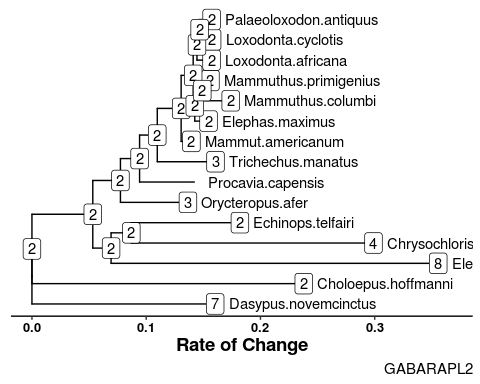 2 Palaeoloxodon.antiquus
2
2 2 Loxodonta.cyclotis
2 Loxodonta.africana
2 2 Mammuthus.primigenius
2
2 2 2 Mammuthus.columbi
2 Elephas.maximus
2 2 Mammut.americanum
2 3 Trichechus.manatus
2 Procavia.capensis
2 3 Orycteropus.afer
2 2 Echinops.telfairi
2 4 Chrysochloris
2 2 8 Ele
2 Choloepus.hoffmanni
7 Dasypus.novemcinctus
0.0 0.1 0.2 0.3
Rate of Change
GABARAPL2